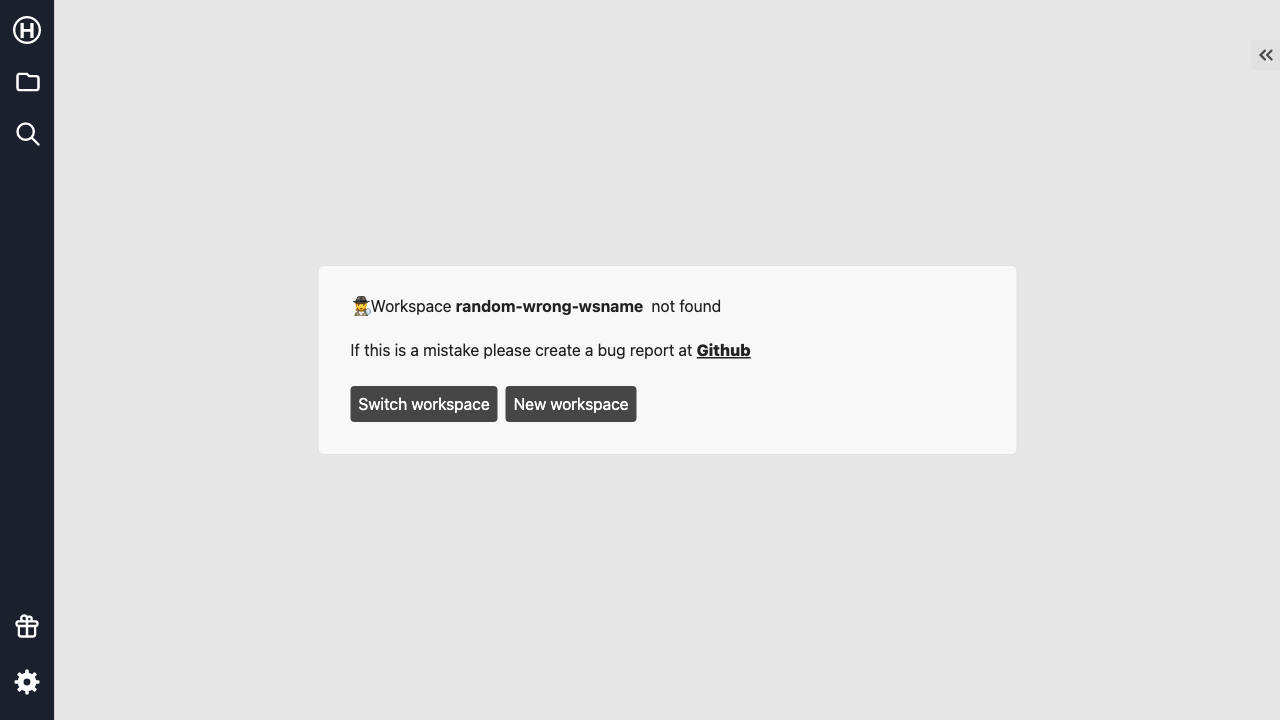 H
Workspace random-wrong-wsname not found
If this is a mistake please create a bug report at Github
Switch workspace New workspace